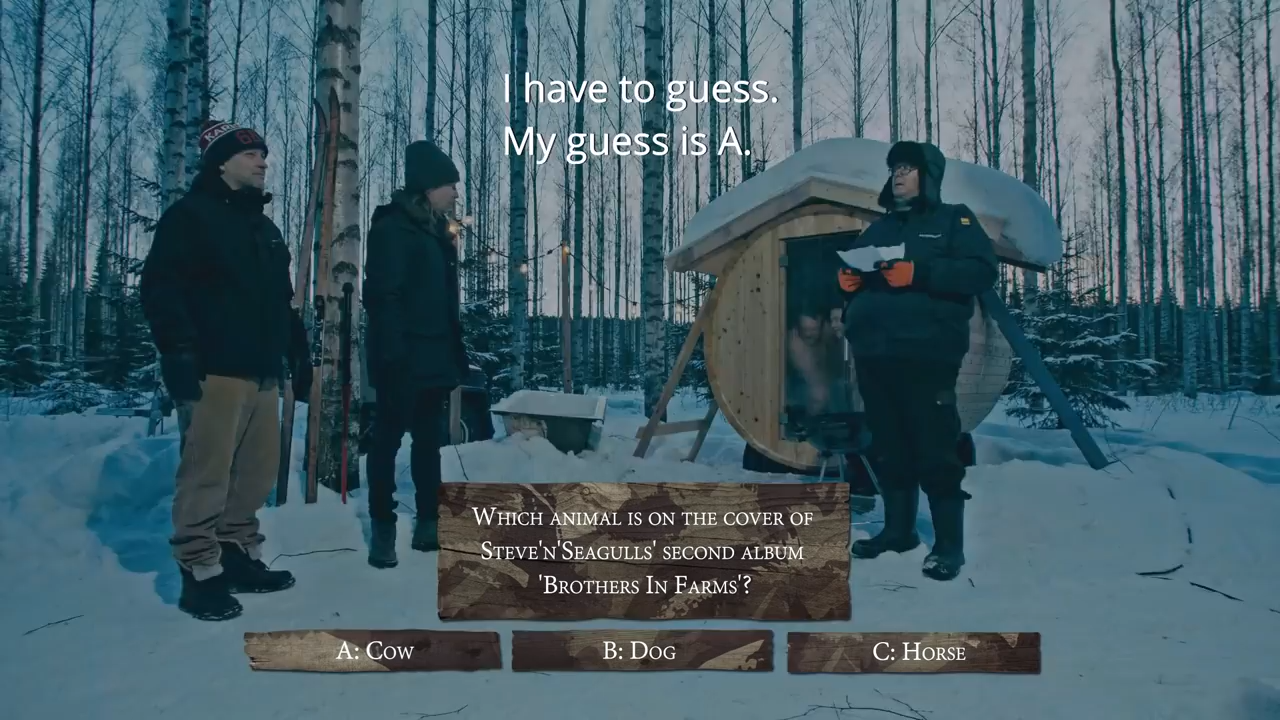 I have to guess.
My guess is A.
Which animal is on the cover of
Steve'n'Seagulls' second album
'Brothers In Farms'?
A: Cow
B: Dog
C: Horse